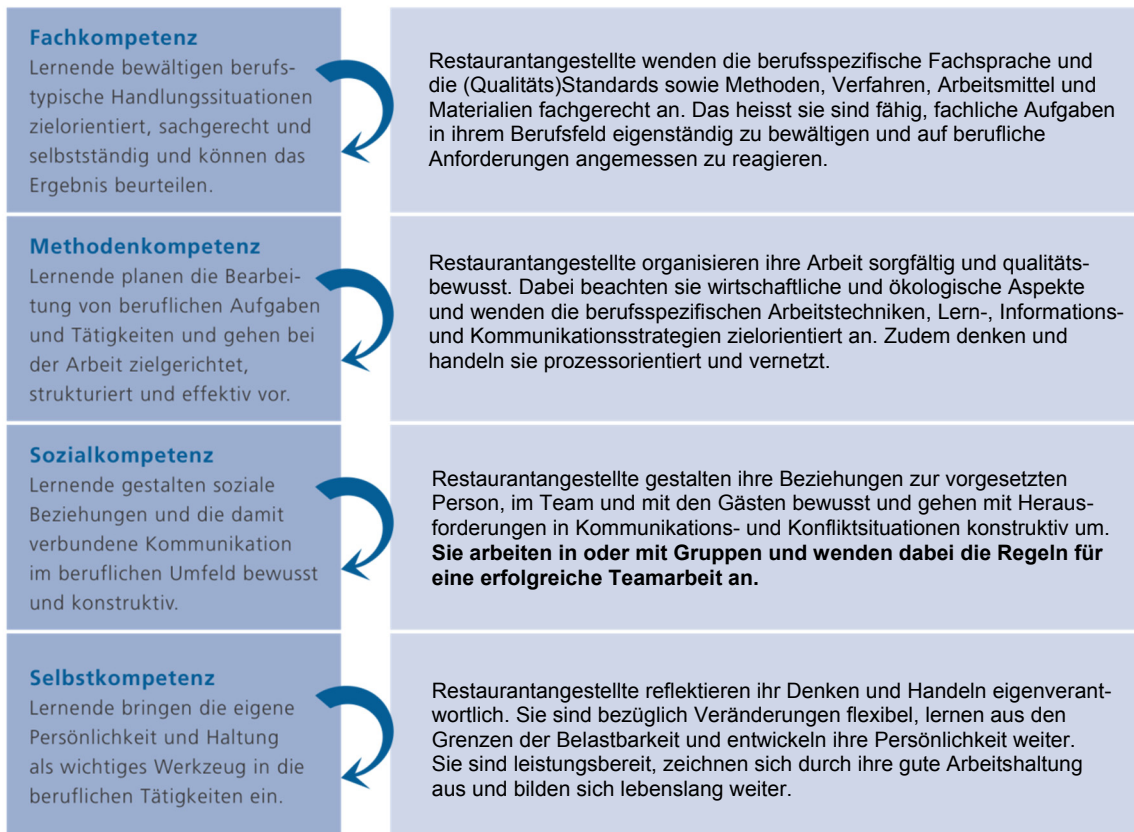 Fachkompetenz
Lernende bewältigen berufs-
typische Handlungssituationen
zielorientiert, sachgerecht und
selbstständig und können das
Ergebnis beurteilen.
Restaurantangestellte wenden die berufsspezifische Fachsprache und
die (Qualitäts)Standards sowie Methoden, Verfahren, Arbeitsmittel und
Materialien fachgerecht an. Das heisst sie sind fähig, fachliche Aufgaben
in ihrem Berufsfeld eigenständig zu bewältigen und auf berufliche
Anforderungen angemessen zu reagieren.
Methodenkompetenz
Lernende planen die Bearbei-
tung von beruflichen Aufgaben
und Tätigkeiten und gehen bei
der Arbeit zielgerichtet,
strukturiert und effektiv vor.
Restaurantangestellte organisieren ihre Arbeit sorgfältig und qualitäts-
bewusst. Dabei beachten sie wirtschaftliche und ökologische Aspekte
und wenden die berufsspezifischen Arbeitstechniken, Lern-, Informations-
und Kommunikationsstrategien zielorientiert an. Zudem denken und
handeln sie prozessorientiert und vernetzt.
Sozialkompetenz
Lernende gestalten soziale
Beziehungen und die damit
verbundene Kommunikation
im beruflichen Umfeld bewusst
und konstruktiv.
Restaurantangestellte gestalten ihre Beziehungen zur vorgesetzten
Person, im Team und mit den Gästen bewusst und gehen mit Heraus-
forderungen in Kommunikations- und Konfliktsituationen konstruktiv um.
Sie arbeiten in oder mit Gruppen und wenden dabei die Regeln für
eine erfolgreiche Teamarbeit an.
Selbstkompetenz
Lernende bringen die eigene
Persönlichkeit und Haltung
als wichtiges Werkzeug in die
beruflichen Tätigkeiten ein.
Restaurantangestellte reflektieren ihr Denken und Handeln eigenverant-
wortlich. Sie sind bezüglich Veränderungen flexibel, lernen aus den
Grenzen der Belastbarkeit und entwickeln ihre Persönlichkeit weiter.
Sie sind leistungsbereit, zeichnen sich durch ihre gute Arbeitshaltung
aus und bilden sich lebenslang weiter.